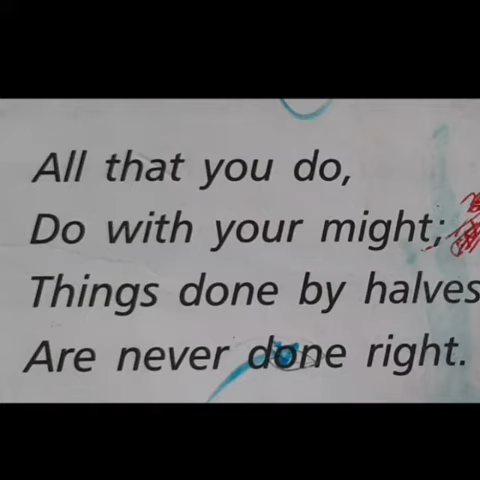 All that you do,
Do with your might;
Things done by halves
Are never done right.